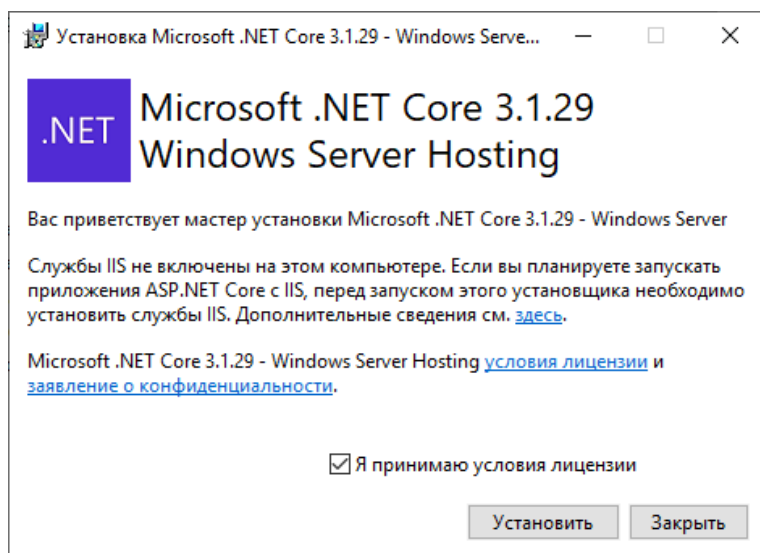 Установка Microsoft .NET Core 3.1.29 - Windows Serve...
.NET
Microsoft .NET Core 3.1.29
Windows Server Hosting
Вас приветствует мастер установки Microsoft .NET Core 3.1.29 - Windows Server
Службы IIS не включены на этом компьютере. Если вы планируете запускать
приложения ASP.NET Core с IIS, перед запуском этого установщика необходимо
установить службы IIS. Дополнительные сведения см. здесь.
Microsoft .NET Core 3.1.29 - Windows Server Hosting условия лицензии и
заявление о конфиденциальности.
Я принимаю условия лицензии
Установить Закрыть